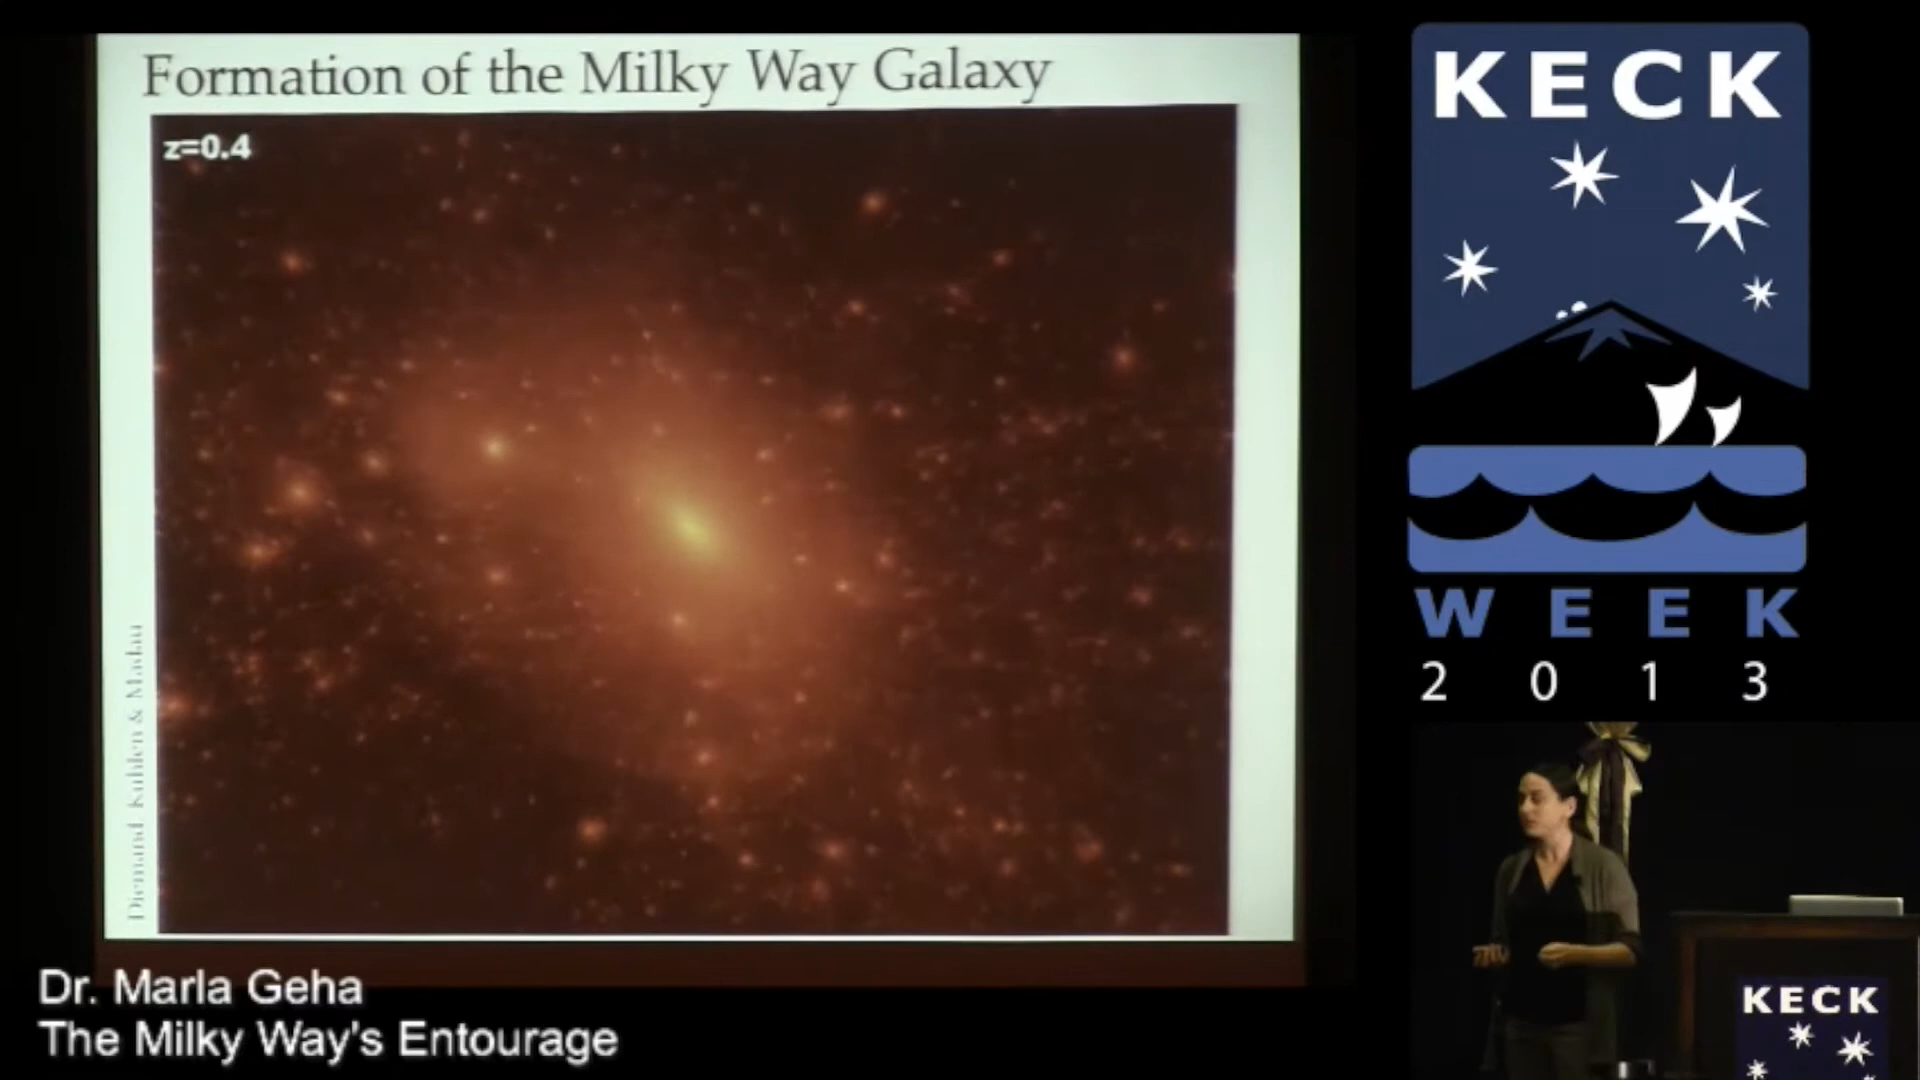 Formation of the Milky Way Galaxy
z=0.4
Diemand Kuhlen & Madau
Dr. Marla Geha
The Milky Way's Entourage
KECK
WEEK
2013
KECK